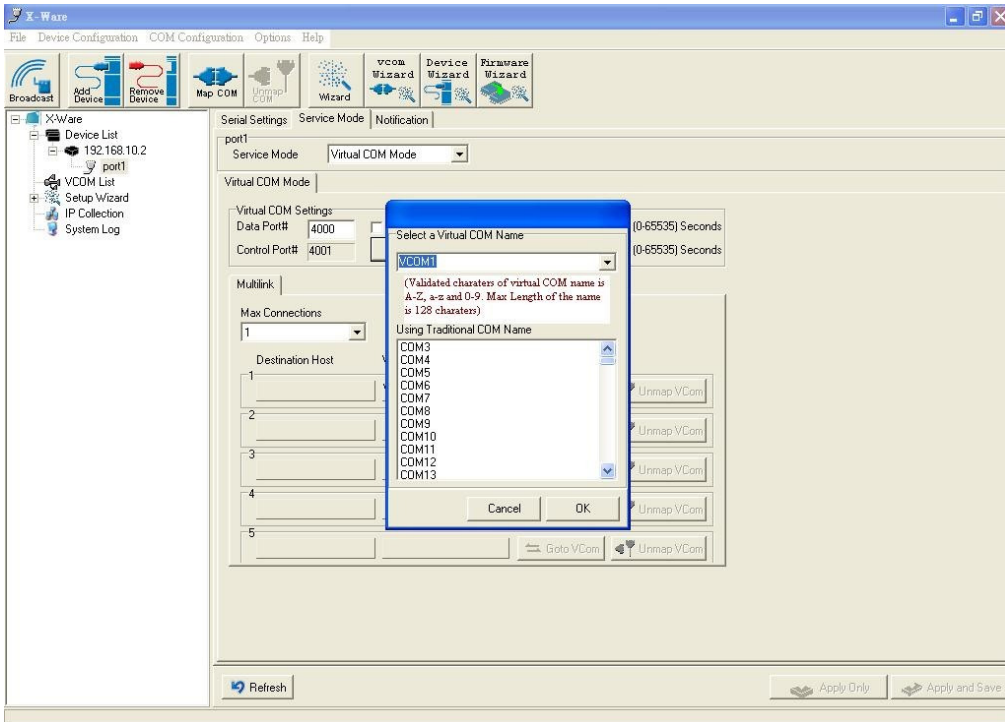 X-Ware
File Device Configuration COM Configuration Options Help
Broadcast
Add Device
Remove Device
Map COM
Unmap COM
Wizard
vcom Wizard
Device Wizard
Firmware Wizard
X-Ware
Device List
192.168.10.2
port1
VCOM List
Setup Wizard
IP Collection
System Log
Serial Settings Service Mode Notification
port1
Service Mode Virtual COM Mode
Virtual COM Mode
Virtual COM Settings
Data Port# 4000 (0-65535) Seconds
Control Port# 4001 (0-65535) Seconds
Multilink
Max Connections
1
Destination Host
1 Unmap VCom
2 Unmap VCom
3 Unmap VCom
4 Unmap VCom
5 Goto VCom Unmap VCom
Select a Virtual COM Name
VCOM1
(Validated charaters of virtual COM name is
A-Z, a-z and 0-9. Max Length of the name
is 128 charaters)
Using Traditional COM Name
COM3
COM4
COM5
COM6
COM7
COM8
COM9
COM10
COM11
COM12
COM13
Cancel OK
Refresh Apply Only Apply and Save